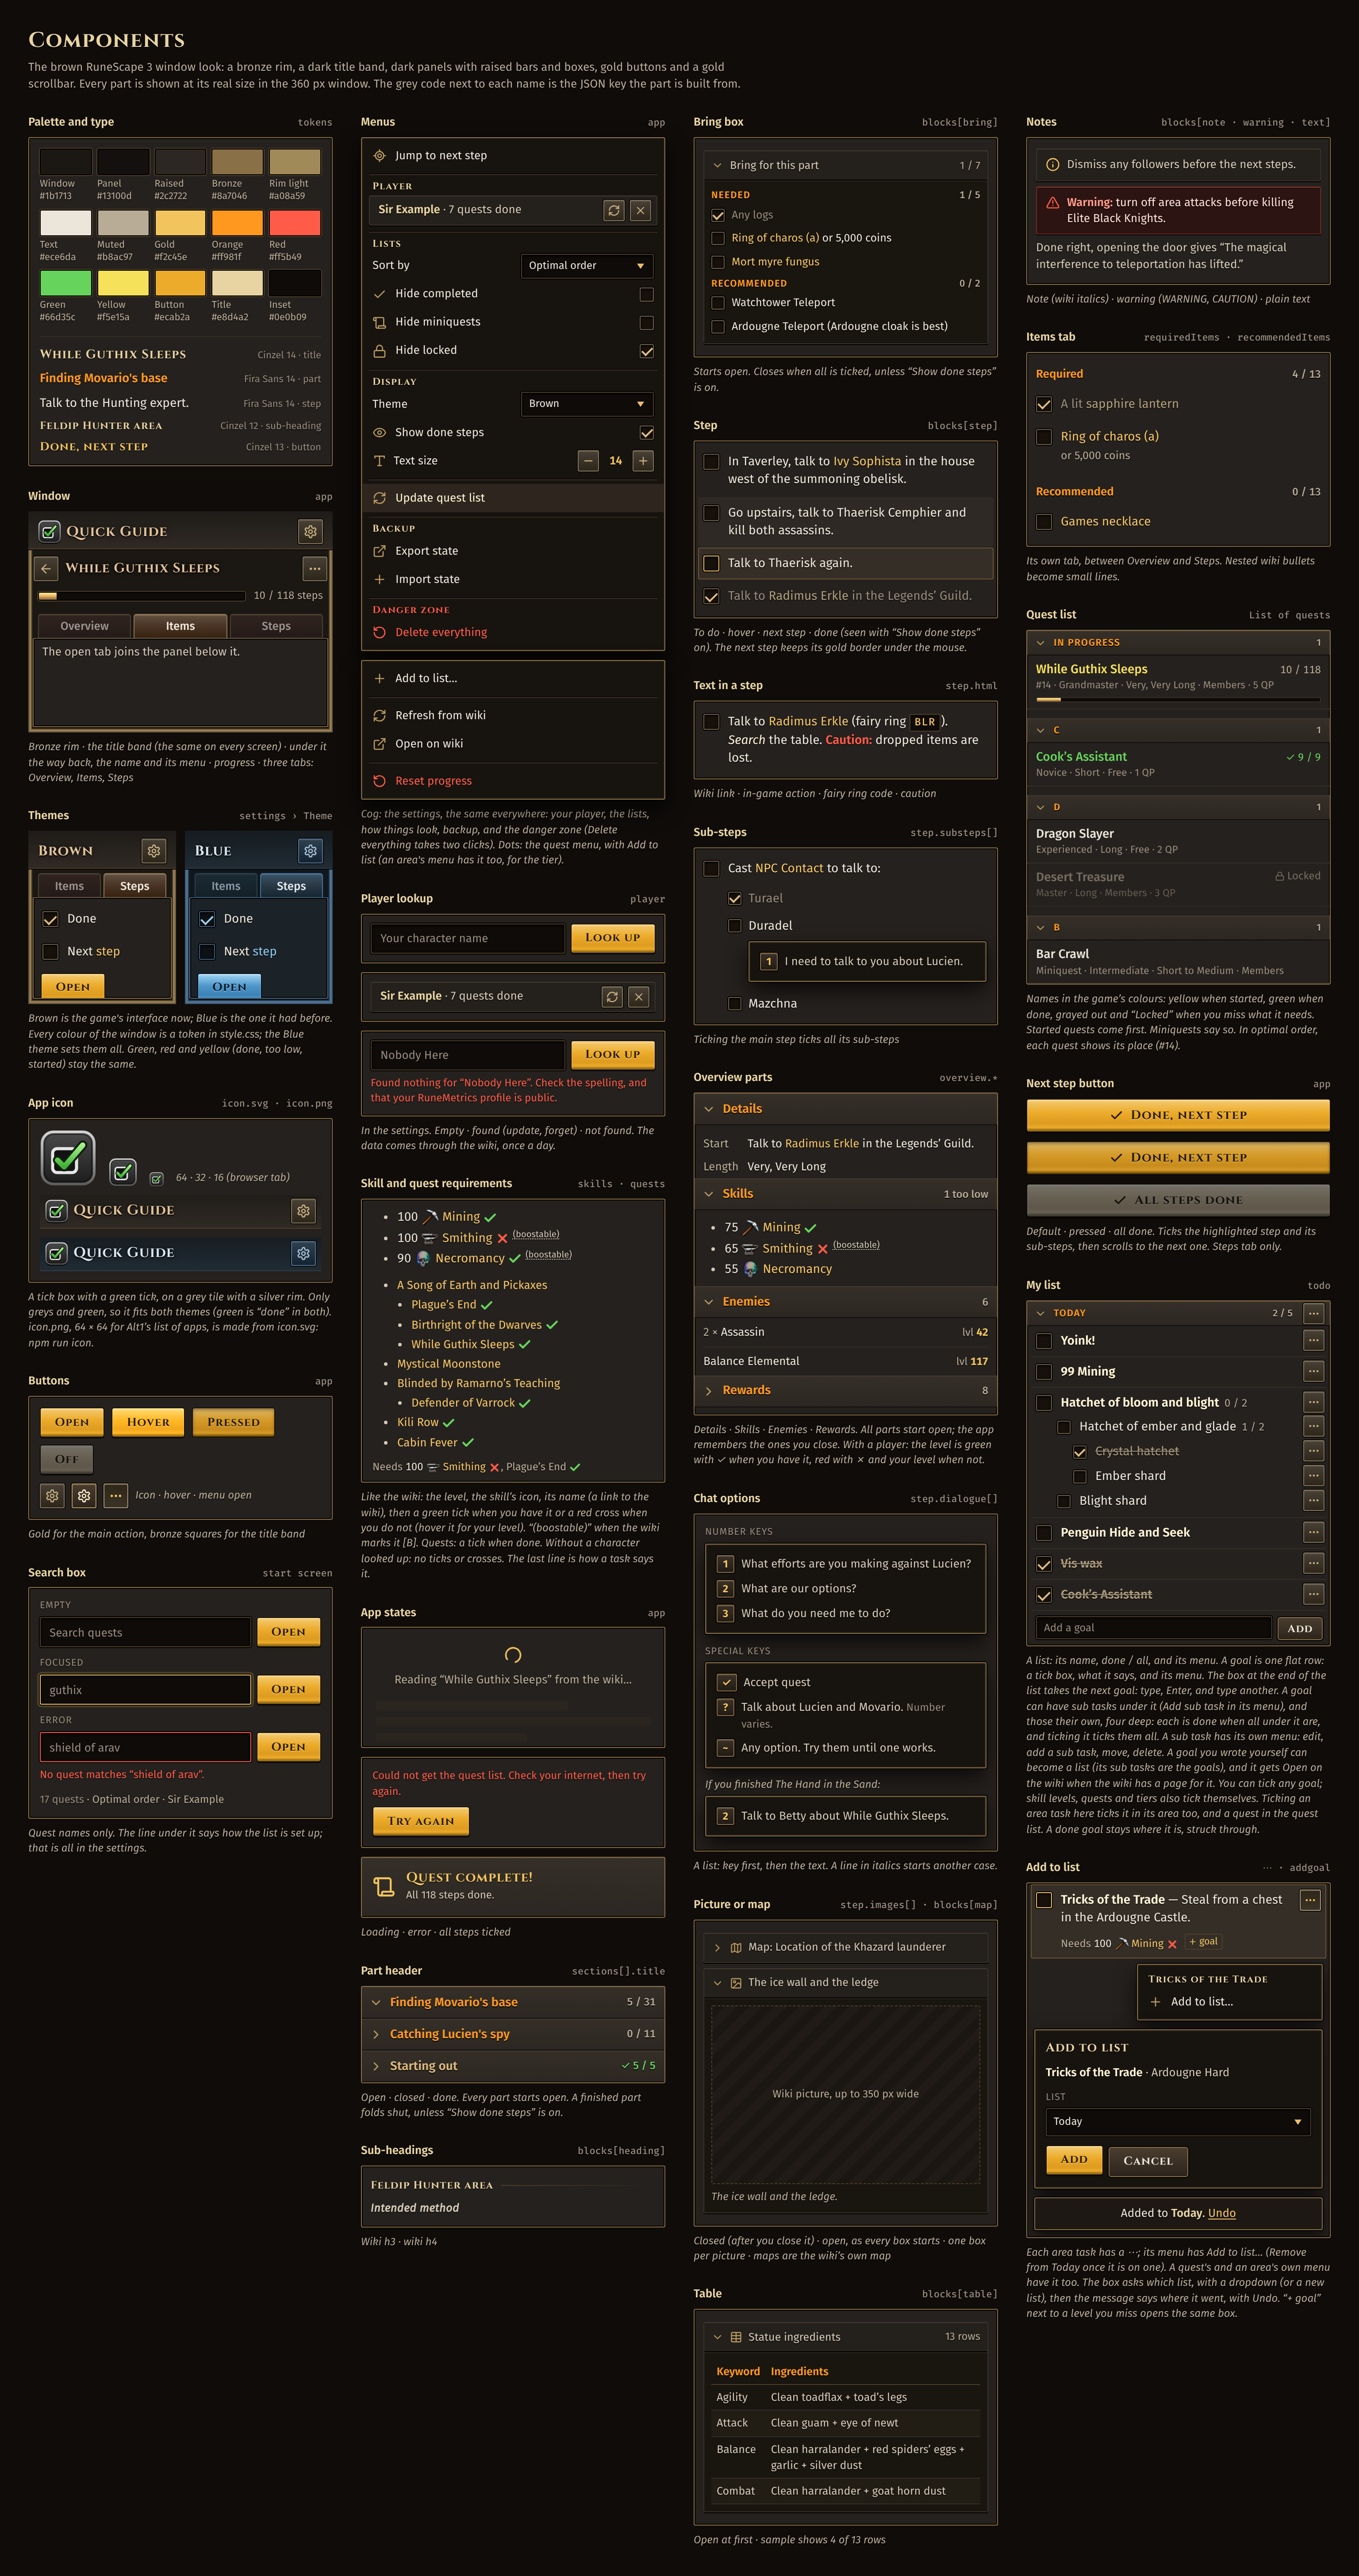 Components
The brown RuneScape 3 window look: a bronze rim, a dark title band, dark panels with raised bars and boxes, gold buttons and a gold
scrollbar. Every part is shown at its real size in the 360 px window. The grey code next to each name is the JSON key the part is built from.
Palette and type tokens
Window Panel Raised Bronze Rim light
#1b1713 #13100d #2c2722 #8a7046 #a08a59
Text Muted Gold Orange Red
#ece6da #b8ac97 #f2c45e #ff981f #ff5b49
Green Yellow Button Title Inset
#66d35c #f5e15a #ecab2a #e8d4a2 #0e0b09
While Guthix Sleeps Cinzel 14 · title
Finding Movario's base Fira Sans 14 · part
Talk to the Hunting expert. Fira Sans 14 · step
Feldip Hunter area Cinzel 12 · sub-heading
Done, next step Cinzel 13 · button
Window app
Quick Guide
While Guthix Sleeps
10 / 118 steps
Overview Items Steps
The open tab joins the panel below it.
Bronze rim · the title band (the same on every screen) · under it
the way back, the name and its menu · progress · three tabs:
Overview, Items, Steps
Themes settings › Theme
Brown Blue
Items Steps Items Steps
Done Done
Next step Next step
Open Open
Brown is the game's interface now; Blue is the one it had before.
Every colour of the window is a token in style.css; the Blue
theme sets them all. Green, red and yellow (done, too low,
started) stay the same.
App icon icon.svg · icon.png
64 · 32 · 16 (browser tab)
Quick Guide
Quick Guide
A tick box with a green tick, on a grey tile with a silver rim. Only
greys and green, so it fits both themes (green is “done” in both).
icon.png, 64 × 64 for Alt1's list of apps, is made from icon.svg:
npm run icon.
Buttons app
Open Hover Pressed
Off
Icon · hover · menu open
Gold for the main action, bronze squares for the title band
Search box start screen
EMPTY
Search quests Open
FOCUSED
guthix Open
ERROR
shield of arav Open
No quest matches “shield of arav”.
17 quests · Optimal order · Sir Example
Quest names only. The line under it says how the list is set up;
that is all in the settings.
Menus app
Jump to next step
Player
Sir Example · 7 quests done
Lists
Sort by Optimal order
Hide completed
Hide miniquests
Hide locked
Display
Theme Brown
Show done steps
Text size 14
Update quest list
Backup
Export state
Import state
Danger zone
Delete everything
Add to list…
Refresh from wiki
Open on wiki
Reset progress
Cog: the settings, the same everywhere: your player, the lists,
how things look, backup, and the danger zone (Delete
everything takes two clicks). Dots: the quest menu, with Add to
list (an area's menu has it too, for the tier).
Player lookup player
Your character name Look up
Sir Example · 7 quests done
Nobody Here Look up
Found nothing for “Nobody Here”. Check the spelling, and
that your RuneMetrics profile is public.
In the settings. Empty · found (update, forget) · not found. The
data comes through the wiki, once a day.
Skill and quest requirements skills · quests
• 100 Mining ✓
• 100 Smithing ✗ (boostable)
• 90 Necromancy ✓ (boostable)
• A Song of Earth and Pickaxes
• Plague's End ✓
• Birthright of the Dwarves ✓
• While Guthix Sleeps ✓
• Mystical Moonstone
• Blinded by Ramarno's Teaching
• Defender of Varrock ✓
• Kili Row ✓
• Cabin Fever ✓
Needs 100 Smithing ✗, Plague's End ✓
Like the wiki: the level, the skill's icon, its name (a link to the
wiki), then a green tick when you have it or a red cross when
you do not (hover it for your level). “(boostable)” when the wiki
marks it [B]. Quests: a tick when done. Without a character
looked up: no ticks or crosses. The last line is how a task says
it.
App states app
Reading “While Guthix Sleeps” from the wiki…
Could not get the quest list. Check your internet, then try
again.
Try again
Quest complete!
All 118 steps done.
Loading · error · all steps ticked
Part header sections[].title
Finding Movario's base 5 / 31
Catching Lucien's spy 0 / 11
Starting out ✓ 5 / 5
Open · closed · done. Every part starts open. A finished part
folds shut, unless “Show done steps” is on.
Sub-headings blocks[heading]
Feldip Hunter area
Intended method
Wiki h3 · wiki h4
Bring box blocks[bring]
Bring for this part 1 / 7
NEEDED 1 / 5
Any logs
Ring of charos (a) or 5,000 coins
Mort myre fungus
RECOMMENDED 0 / 2
Watchtower Teleport
Ardougne Teleport (Ardougne cloak is best)
Starts open. Closes when all is ticked, unless “Show done steps”
is on.
Step blocks[step]
In Taverley, talk to Ivy Sophista in the house
west of the summoning obelisk.
Go upstairs, talk to Thaerisk Cemphier and
kill both assassins.
Talk to Thaerisk again.
Talk to Radimus Erkle in the Legends' Guild.
To do · hover · next step · done (seen with “Show done steps”
on). The next step keeps its gold border under the mouse.
Text in a step step.html
Talk to Radimus Erkle (fairy ring BLR).
Search the table. Caution: dropped items are
lost.
Wiki link · in-game action · fairy ring code · caution
Sub-steps step.substeps[]
Cast NPC Contact to talk to:
Turael
Duradel
1 I need to talk to you about Lucien.
Mazchna
Ticking the main step ticks all its sub-steps
Overview parts overview.*
Details
Start Talk to Radimus Erkle in the Legends' Guild.
Length Very, Very Long
Skills 1 too low
• 75 Mining ✓
• 65 Smithing ✗ (boostable)
• 55 Necromancy
Enemies 6
2 × Assassin lvl 42
Balance Elemental lvl 117
Rewards 8
Details · Skills · Enemies · Rewards. All parts start open; the app
remembers the ones you close. With a player: the level is green
with ✓ when you have it, red with × and your level when not.
Chat options step.dialogue[]
NUMBER KEYS
1 What efforts are you making against Lucien?
2 What are our options?
3 What do you need me to do?
SPECIAL KEYS
✓ Accept quest
? Talk about Lucien and Movario. Number
varies.
~ Any option. Try them until one works.
If you finished The Hand in the Sand:
2 Talk to Betty about While Guthix Sleeps.
A list: key first, then the text. A line in italics starts another case.
Picture or map step.images[] · blocks[map]
Map: Location of the Khazard launderer
The ice wall and the ledge
Wiki picture, up to 350 px wide
The ice wall and the ledge.
Closed (after you close it) · open, as every box starts · one box
per picture · maps are the wiki's own map
Table blocks[table]
Statue ingredients 13 rows
Keyword Ingredients
Agility Clean toadflax + toad's legs
Attack Clean guam + eye of newt
Balance Clean harralander + red spiders' eggs +
garlic + silver dust
Combat Clean harralander + goat horn dust
Open at first · sample shows 4 of 13 rows
Notes blocks[note · warning · text]
Dismiss any followers before the next steps.
Warning: turn off area attacks before killing
Elite Black Knights.
Done right, opening the door gives “The magical
interference to teleportation has lifted.”
Note (wiki italics) · warning (WARNING, CAUTION) · plain text
Items tab requiredItems · recommendedItems
Required 4 / 13
A lit sapphire lantern
Ring of charos (a)
or 5,000 coins
Recommended 0 / 13
Games necklace
Its own tab, between Overview and Steps. Nested wiki bullets
become small lines.
Quest list List of quests
IN PROGRESS 1
While Guthix Sleeps 10 / 118
#14 · Grandmaster · Very, Very Long · Members · 5 QP
C 1
Cook's Assistant ✓ 9 / 9
Novice · Short · Free · 1 QP
D 1
Dragon Slayer
Experienced · Long · Free · 2 QP
Desert Treasure Locked
Master · Long · Members · 3 QP
B 1
Bar Crawl
Miniquest · Intermediate · Short to Medium · Members
Names in the game's colours: yellow when started, green when
done, grayed out and “Locked” when you miss what it needs.
Started quests come first. Miniquests say so. In optimal order,
each quest shows its place (#14).
Next step button app
✓ Done, next step
✓ Done, next step
✓ All steps done
Default · pressed · all done. Ticks the highlighted step and its
sub-steps, then scrolls to the next one. Steps tab only.
My list todo
TODAY 2 / 5
Yoink!
99 Mining
Hatchet of bloom and blight 0 / 2
Hatchet of ember and glade 1 / 2
Crystal hatchet
Ember shard
Blight shard
Penguin Hide and Seek
Vis wax
Cook's Assistant
Add a goal Add
A list: its name, done / all, and its menu. A goal is one flat row:
a tick box, what it says, and its menu. The box at the end of the
list takes the next goal: type, Enter, and type another. A goal
can have sub tasks under it (Add sub task in its menu), and
those their own, four deep: each is done when all under it are,
and ticking it ticks them all. A sub task has its own menu: edit,
add a sub task, move, delete. A goal you wrote yourself can
become a list (its sub tasks are the goals), and it gets Open on
the wiki when the wiki has a page for it. You can tick any goal;
skill levels, quests and tiers also tick themselves. Ticking an
area task here ticks it in its area too, and a quest in the quest
list. A done goal stays where it is, struck through.
Add to list ⋯ · addgoal
Tricks of the Trade — Steal from a chest
in the Ardougne Castle.
Needs 100 Mining ✗ + goal
Tricks of the Trade
Add to list…
Add to list
Tricks of the Trade · Ardougne Hard
LIST
Today
Add Cancel
Added to Today. Undo
Each area task has a ⋯; its menu has Add to list… (Remove
from Today once it is on one). A quest's and an area's own menu
have it too. The box asks which list, with a dropdown (or a new
list), then the message says where it went, with Undo. “+ goal”
next to a level you miss opens the same box.